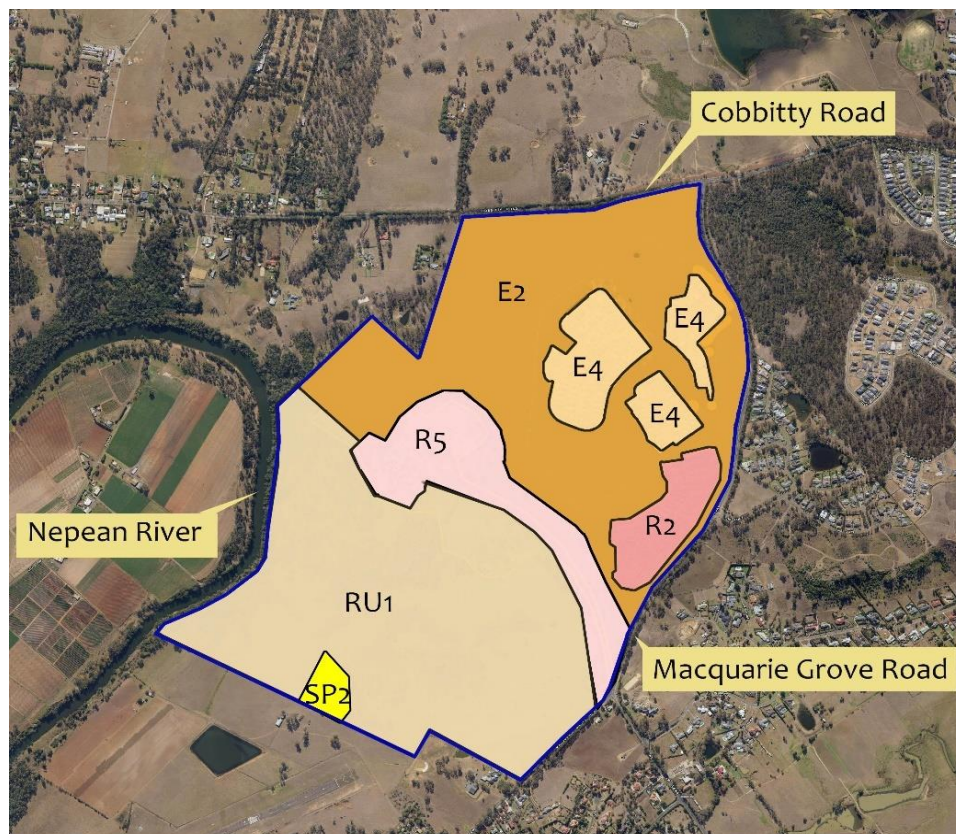 Cobbitty Road
E2
E4
E4
E4
R5
Nepean River
R2
RU1
Macquarie Grove Road
SP2